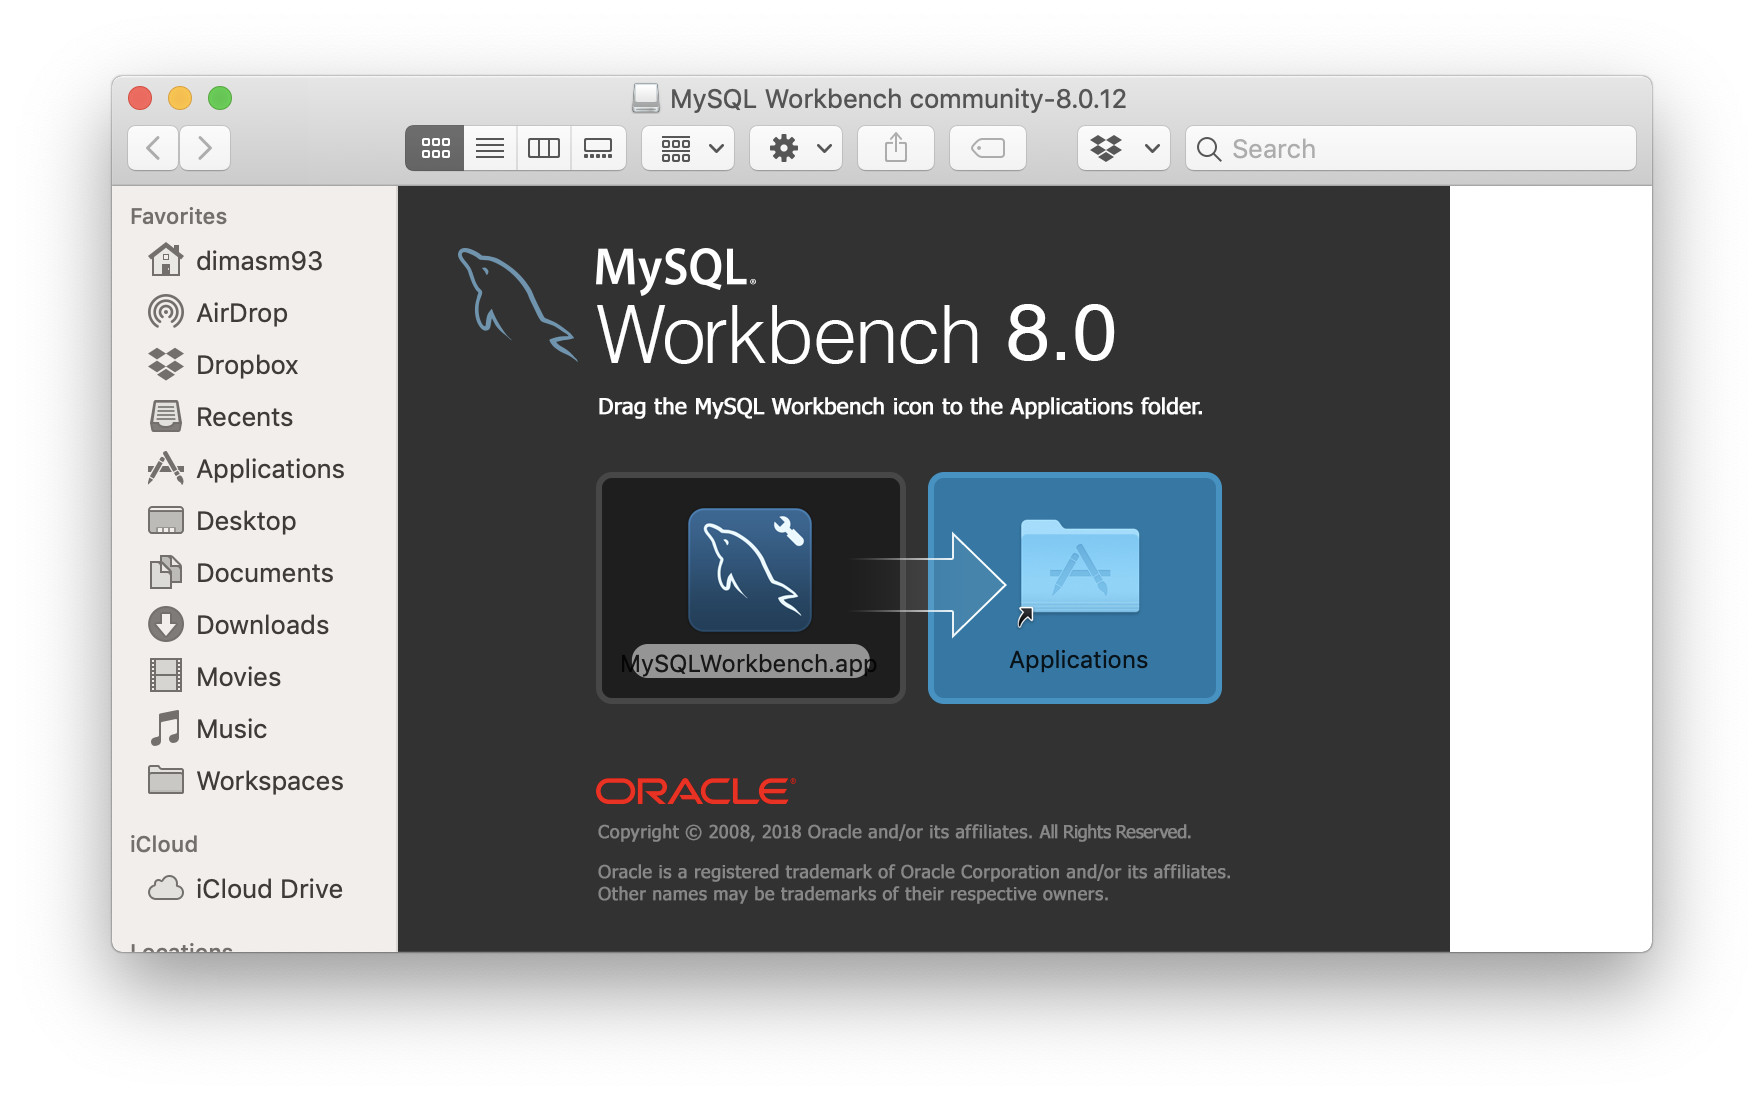 MySQL Workbench community-8.0.12
Search
Favorites
dimasm93
AirDrop
Dropbox
Recents
Applications
Desktop
Documents
Downloads
Movies
Music
Workspaces
iCloud
iCloud Drive
Locations
MySQL®
Workbench 8.0
Drag the MySQL Workbench icon to the Applications folder.
MySQLWorkbench.app
Applications
ORACLE®
Copyright © 2008, 2018 Oracle and/or its affiliates. All Rights Reserved.
Oracle is a registered trademark of Oracle Corporation and/or its affiliates.
Other names may be trademarks of their respective owners.